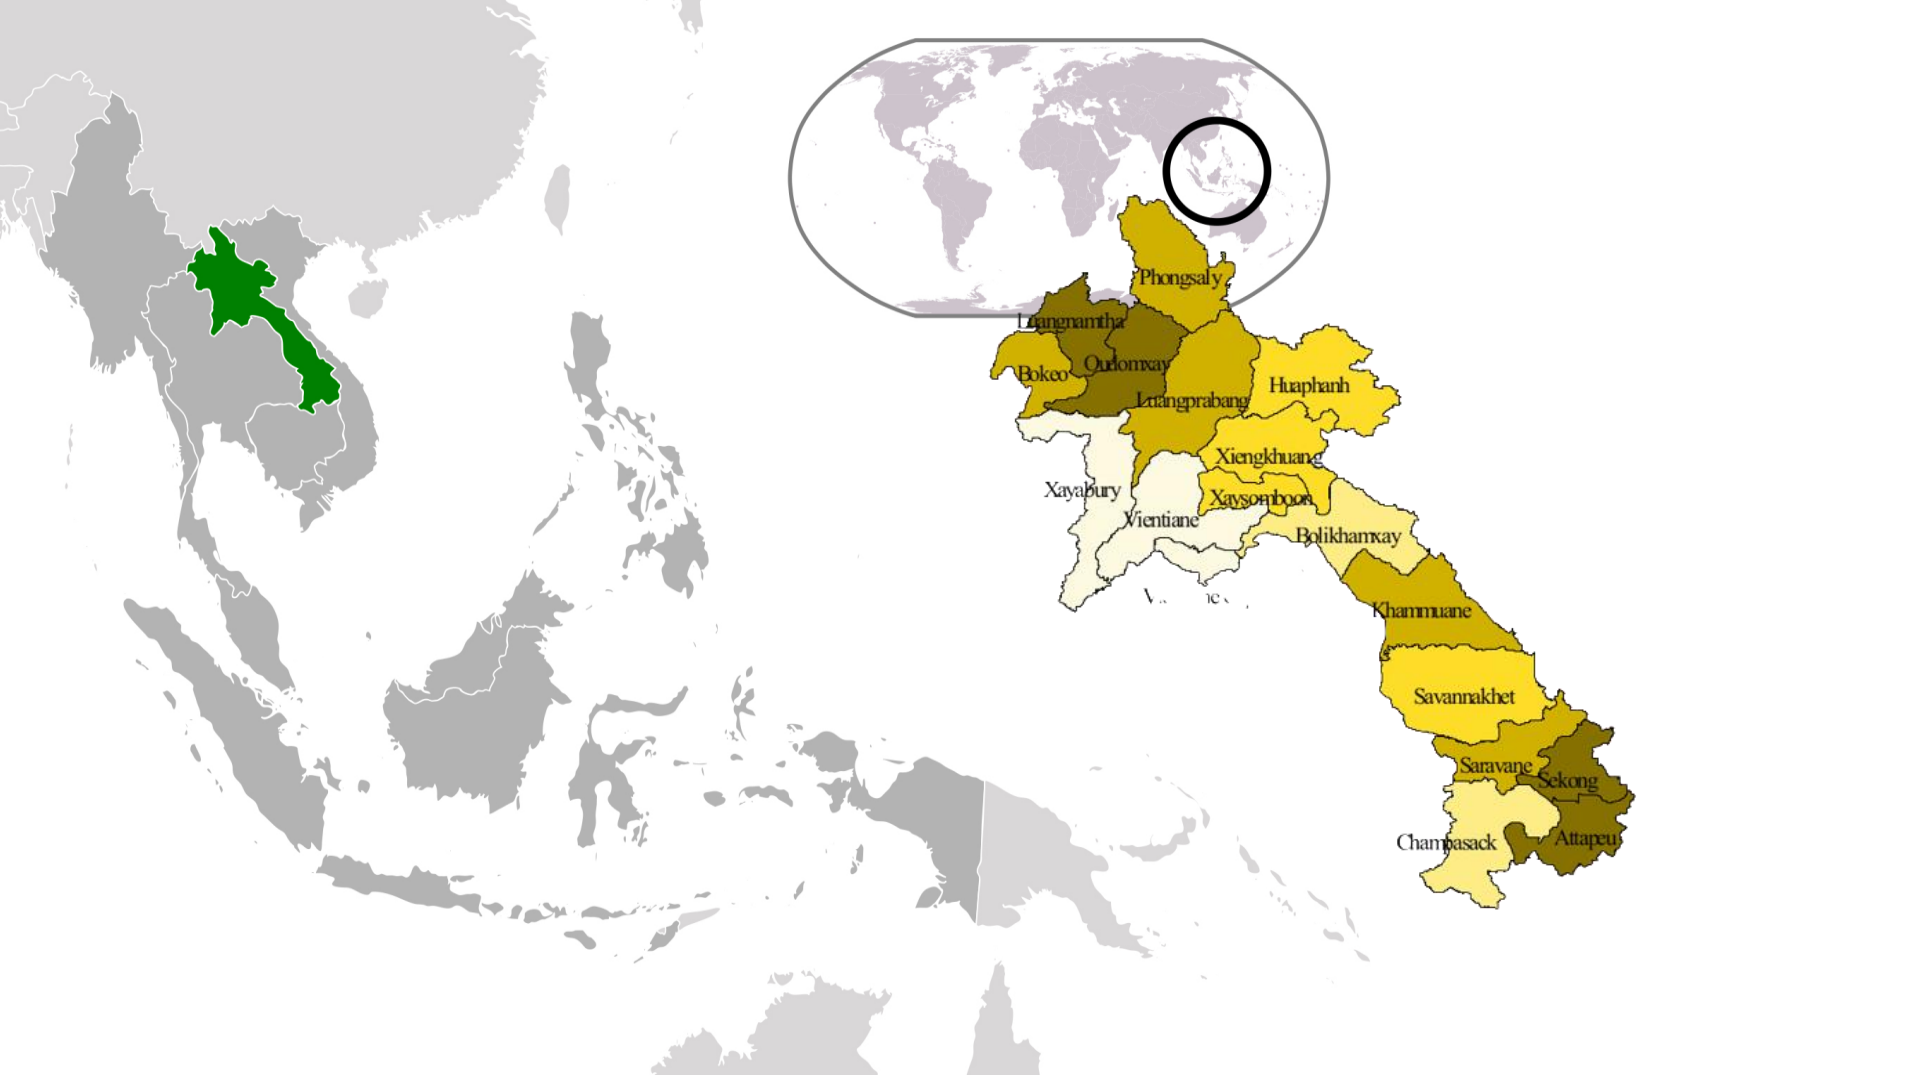 Phongsaly
Luangnamtha
Oudomxay
Bokeo
Huaphanh
Luangprabang
Xiengkhuang
Xayabury
Xaysomboon
Vientiane
Bolikhamxay
Khammuane
Savannakhet
Saravane
Sekong
Champasack
Attapeu